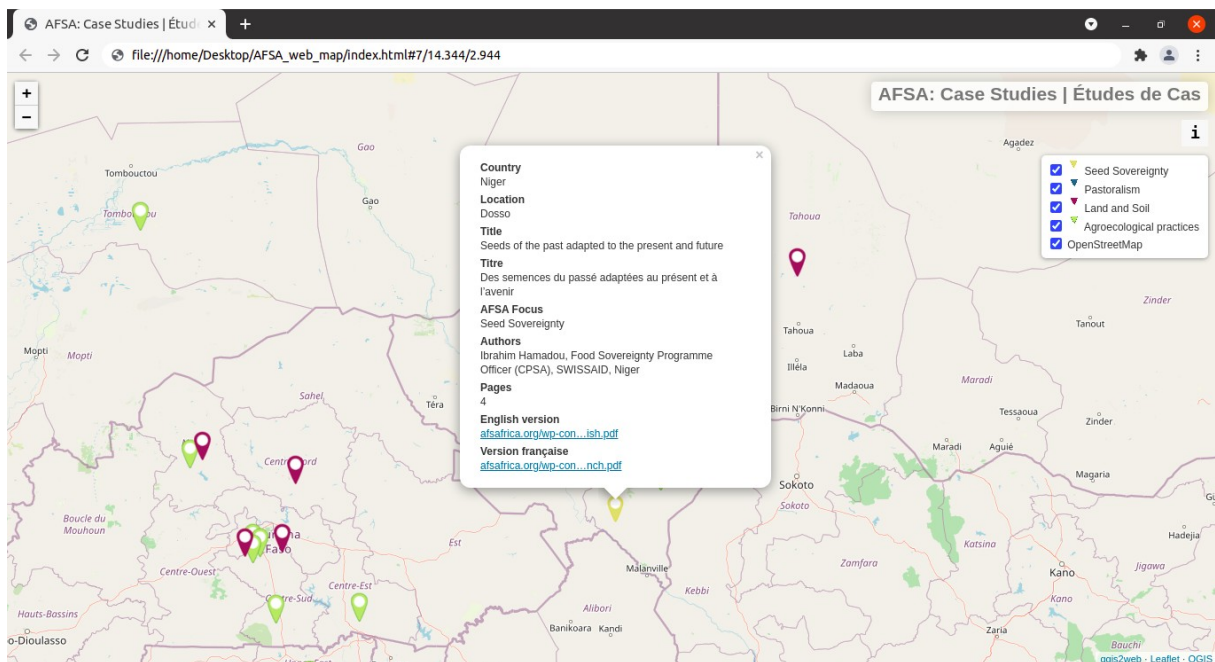 AFSA: Case Studies | Étud
file:///home/Desktop/AFSA_web_map/index.html#7/14.344/2.944
+
−
AFSA: Case Studies | Études de Cas
i
Seed Sovereignty
Pastoralism
Land and Soil
Agroecological practices
OpenStreetMap
Country
Niger
Location
Dosso
Title
Seeds of the past adapted to the present and future
Titre
Des semences du passé adaptées au présent et à
l'avenir
AFSA Focus
Seed Sovereignty
Authors
Ibrahim Hamadou, Food Sovereignty Programme
Officer (CPSA), SWISSAID, Niger
Pages
4
English version
afsafrica.org/wp-con…ish.pdf
Version française
afsafrica.org/wp-con…nch.pdf
Gao
Agadez
Tombouctou
Gao
Tahoua
Zinder
Tanout
Tahoua
Mopti
Mopti
Laba
Illéla
Maradi
Madaoua
Sahel
Téra
Birni N'Konni
Tessaoua
Zinder
Maradi
Aguié
Magaria
Sokoto
Sokoto
Boucle du
Mouhoun
Est
Hadejia
Katsina
Centre-Ouest
Malanville
Zamfara
Kano
Jigawa
Centre-Est
Kebbi
Kano
Hauts-Bassins
Alibori
Banikoara
Kandi
Zaria
o-Dioulasso
Bauchi
qgis2web · Leaflet · QGIS